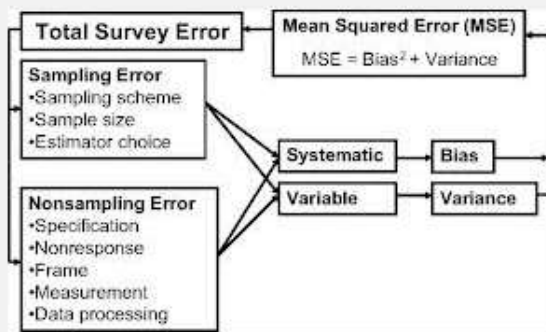 Total Survey Error
Mean Squared Error (MSE)
MSE = Bias² + Variance
Sampling Error
•Sampling scheme
•Sample size
•Estimator choice
Systematic
Bias
Variable
Variance
Nonsampling Error
•Specification
•Nonresponse
•Frame
•Measurement
•Data processing